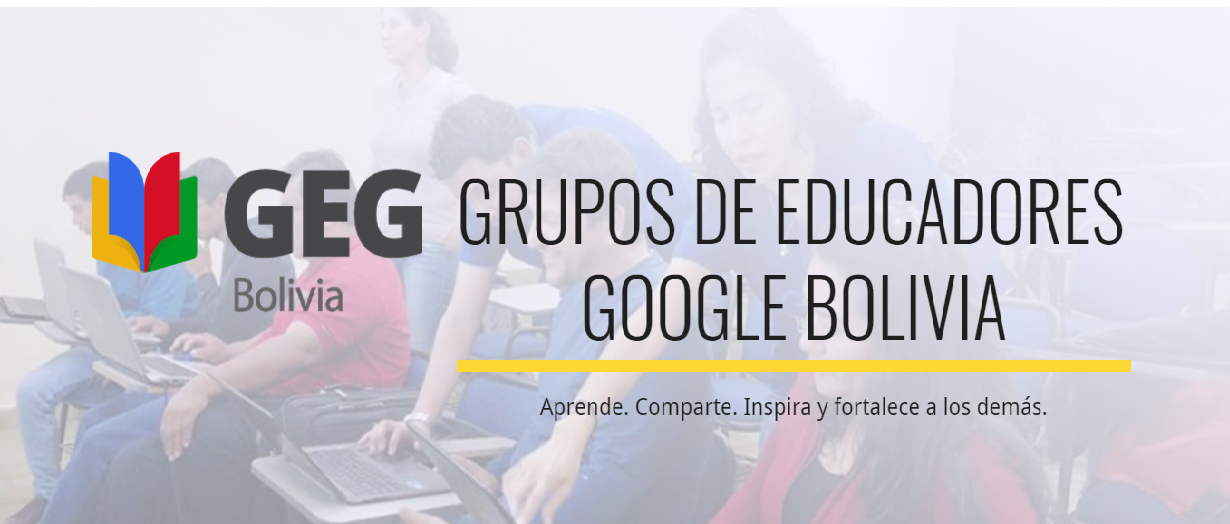 GEG
Bolivia
GRUPOS DE EDUCADORES
GOOGLE BOLIVIA
Aprende. Comparte. Inspira y fortalece a los demás.